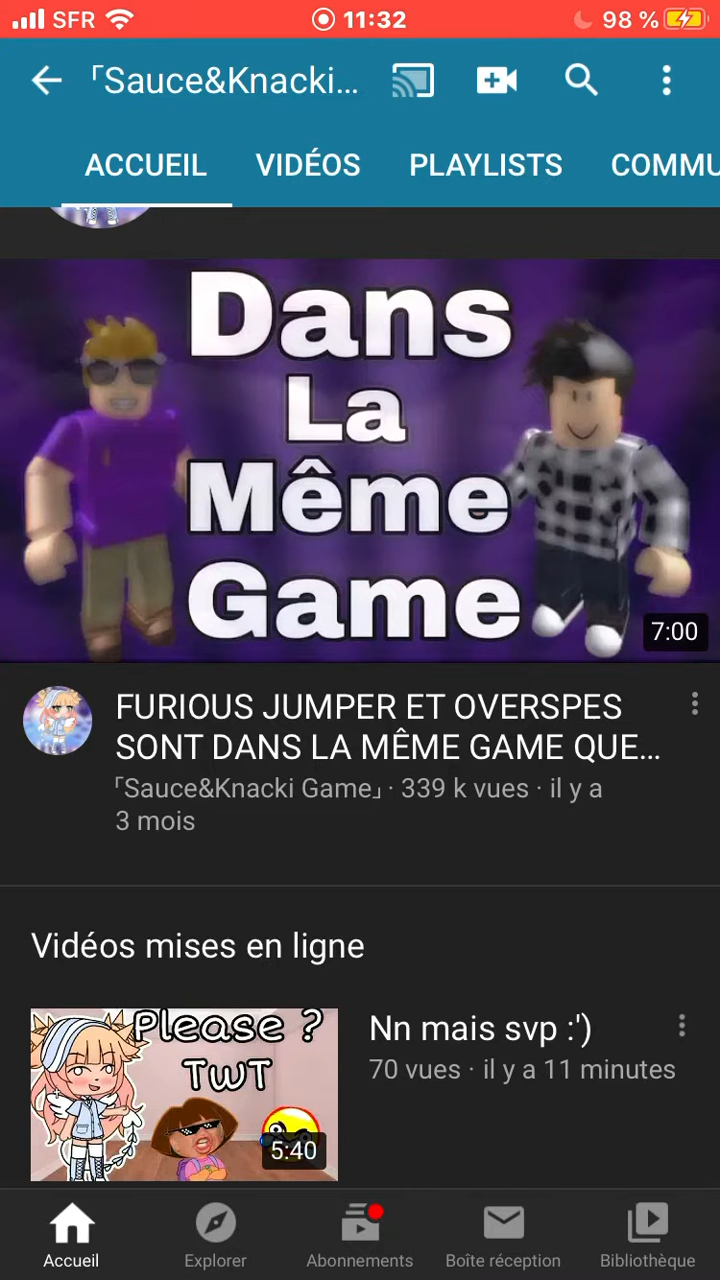 SFR 11:32 98 %
「Sauce&Knacki...
ACCUEIL VIDÉOS PLAYLISTS COMMU
Dans
La
Même
Game
7:00
FURIOUS JUMPER ET OVERSPES
SONT DANS LA MÊME GAME QUE...
「Sauce&Knacki Game」 · 339 k vues · il y a
3 mois
Vidéos mises en ligne
Please ?
TwT
5:40
Nn mais svp :')
70 vues · il y a 11 minutes
Accueil Explorer Abonnements Boîte réception Bibliothèque